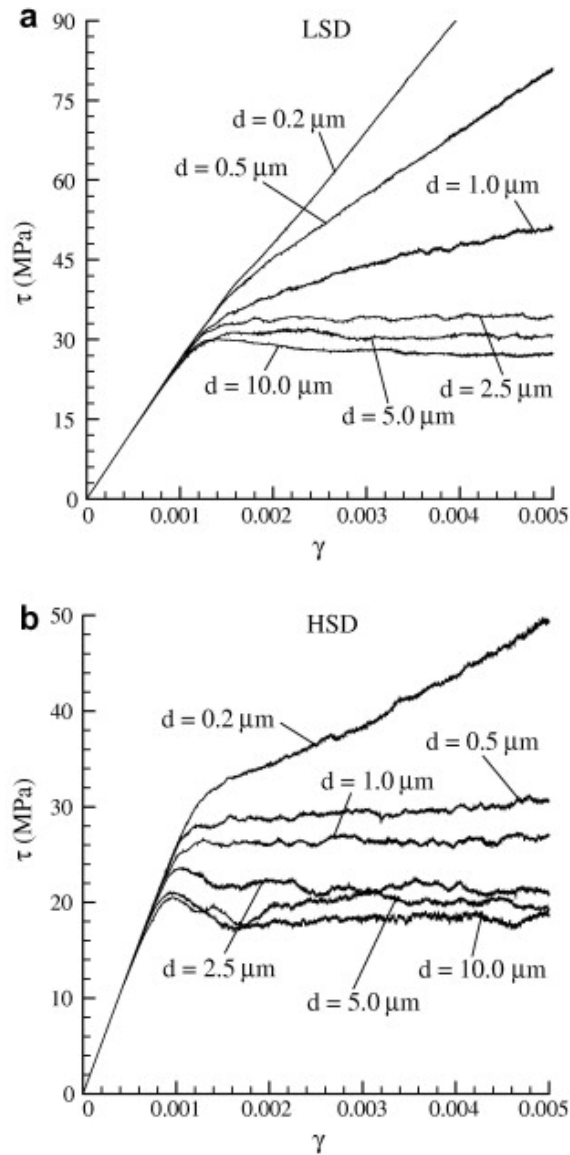 a
LSD
90
75
60
45
30
15
0
τ (MPa)
d = 0.2 μm
d = 0.5 μm
d = 1.0 μm
d = 10.0 μm
d = 5.0 μm
d = 2.5 μm
0 0.001 0.002 0.003 0.004 0.005
γ
b
HSD
50
40
30
20
10
0
τ (MPa)
d = 0.2 μm
d = 0.5 μm
d = 1.0 μm
d = 2.5 μm
d = 5.0 μm
d = 10.0 μm
0 0.001 0.002 0.003 0.004 0.005
γ